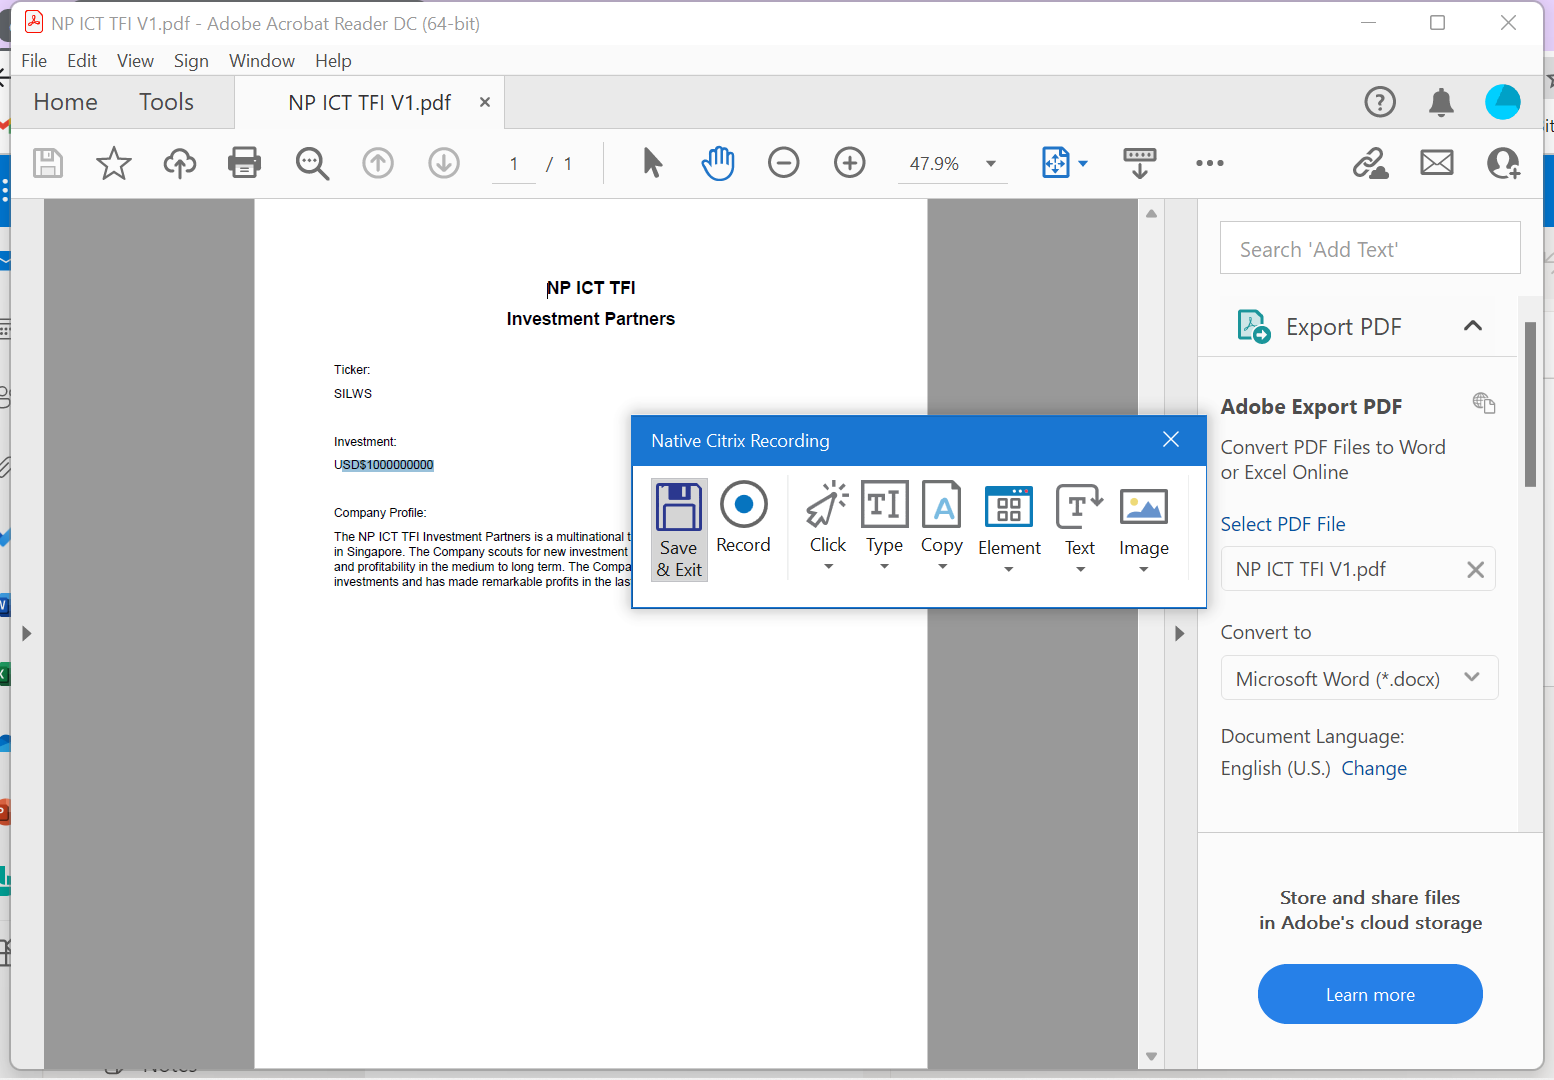 NP ICT TFI V1.pdf - Adobe Acrobat Reader DC (64-bit)
File Edit View Sign Window Help
Home Tools NP ICT TFI V1.pdf
1 / 1 47.9%
NP ICT TFI
Investment Partners
Ticker:
SILWS
Investment:
USD$1000000000
Company Profile:
The NP ICT TFI Investment Partners is a multinational
in Singapore. The Company scouts for new investment
and profitability in the medium to long term. The
investments and has made remarkable profits in the
Native Citrix Recording
Save
& Exit
Record
Click
Type
Copy
Element
Text
Image
Search 'Add Text'
Export PDF
Adobe Export PDF
Convert PDF Files to Word
or Excel Online
Select PDF File
NP ICT TFI V1.pdf
Convert to
Microsoft Word (*.docx)
Document Language:
English (U.S.) Change
Store and share files
in Adobe's cloud storage
Learn more